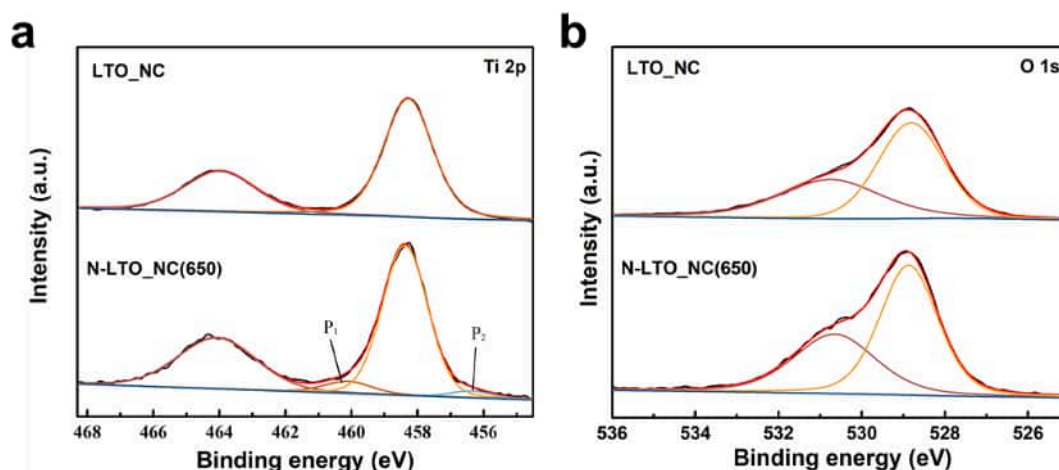 a
LTO_NC
Ti 2p
N-LTO_NC(650)
P₁
P₂
Intensity (a.u.)
468 466 464 462 460 458 456
Binding energy (eV)
b
LTO_NC
O 1s
N-LTO_NC(650)
Intensity (a.u.)
536 534 532 530 528 526
Binding energy (eV)